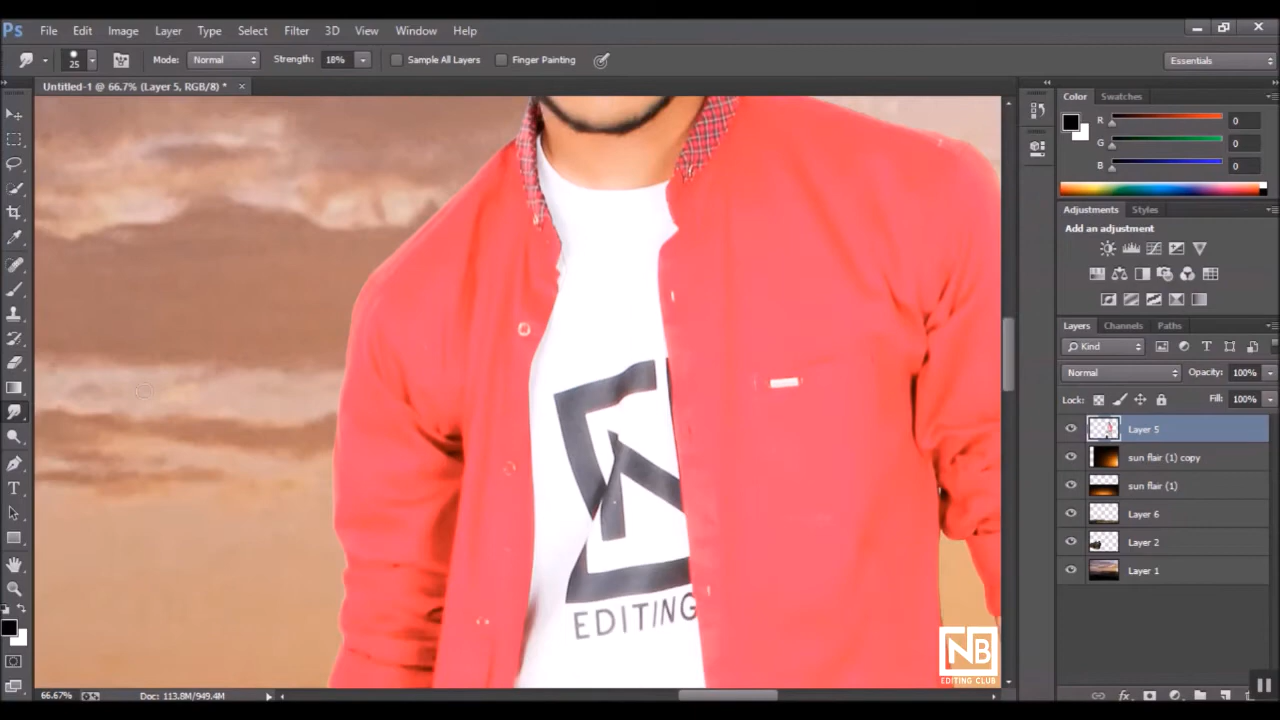 Ps File Edit Image Layer Type Select Filter 3D View Window Help
25 Mode: Normal Strength: 18% Sample All Layers Finger Painting Essentials
Untitled-1 @ 66.7% (Layer 5, RGB/8) * ×
Color Swatches
R 0
G 0
B 0
Adjustments Styles
Add an adjustment
Layers Channels Paths
Kind
Normal Opacity: 100%
Lock: Fill: 100%
Layer 5
sun flair (1) copy
sun flair (1)
Layer 6
Layer 2
Layer 1
EDITING
NB
EDITING CLUB
66.67% Doc: 113.8M/949.4M
fx